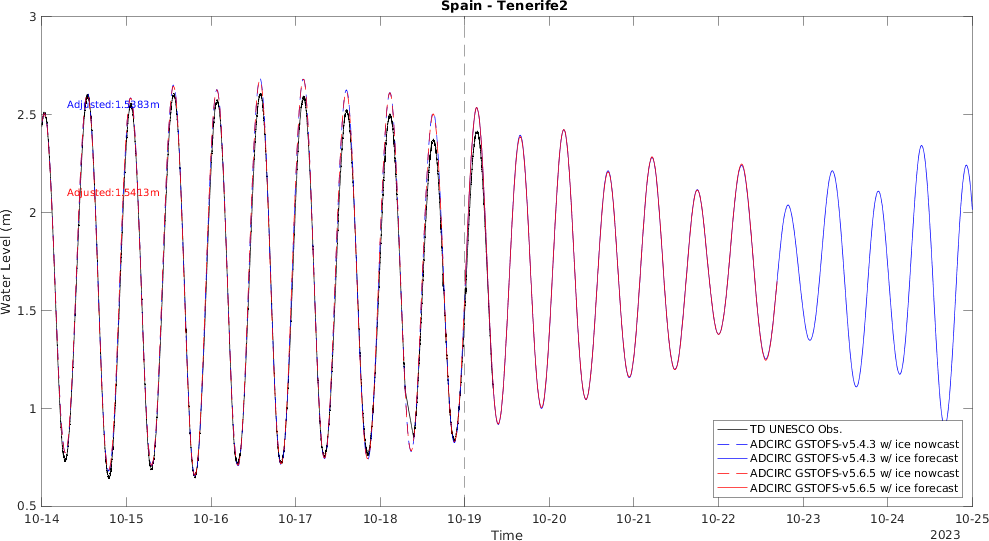 Spain - Tenerife2
3
2.5
2
1.5
1
0.5
Water Level (m)
Adjusted:1.5383m
Adjusted:1.5413m
TD UNESCO Obs.
ADCIRC GSTOFS-v5.4.3 w/ ice nowcast
ADCIRC GSTOFS-v5.4.3 w/ ice forecast
ADCIRC GSTOFS-v5.6.5 w/ ice nowcast
ADCIRC GSTOFS-v5.6.5 w/ ice forecast
10-14 10-15 10-16 10-17 10-18 10-19 10-20 10-21 10-22 10-23 10-24 10-25
Time
2023